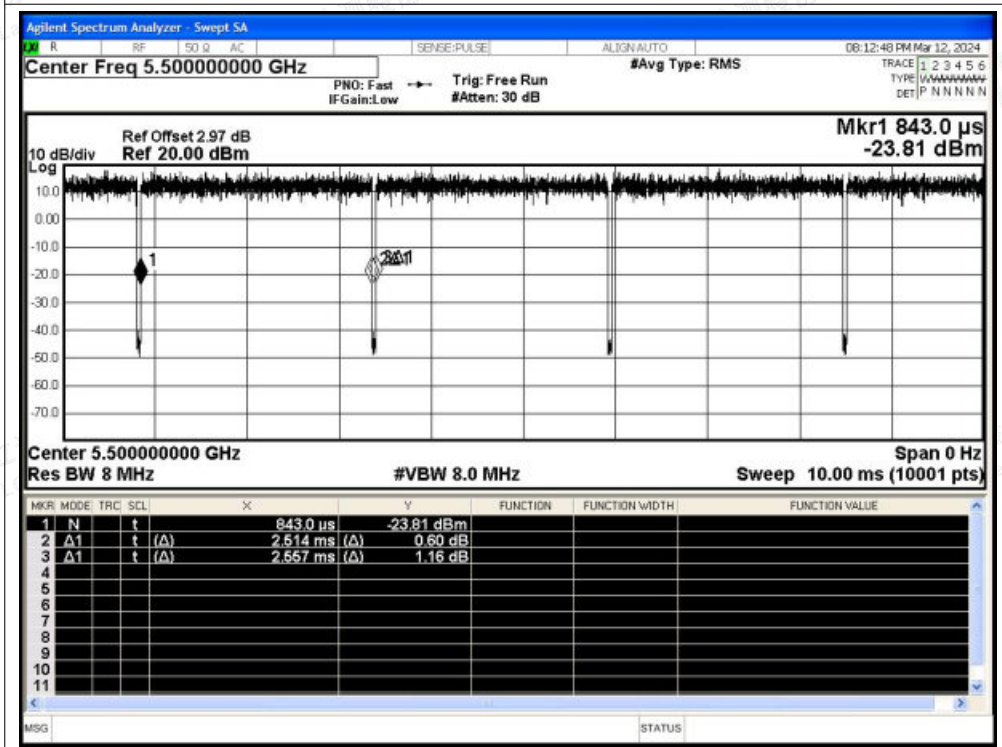 Agilent Spectrum Analyzer - Swept SA
R RF 50 Ω AC SENSE:PULSE ALIGN AUTO 08:12:48 PM Mar 12, 2024
Center Freq 5.500000000 GHz #Avg Type: RMS TRACE 1 2 3 4 5 6
PNO: Fast Trig: Free Run TYPE
IFGain:Low #Atten: 30 dB DET P N N N N N
Mkr1 843.0 µs
Ref Offset 2.97 dB
10 dB/div Ref 20.00 dBm -23.81 dBm
Log
10.0
0.00
-10.0
1
-20.0
-30.0
-40.0
-50.0
-60.0
-70.0
Center 5.500000000 GHz Span 0 Hz
Res BW 8 MHz #VBW 8.0 MHz Sweep 10.00 ms (10001 pts)
MKR MODE TRC SCL X Y FUNCTION FUNCTION WIDTH FUNCTION VALUE
1 N t 843.0 µs -23.81 dBm
2 Δ1 t (Δ) 2.514 ms (Δ) 0.60 dB
3 Δ1 t (Δ) 2.557 ms (Δ) 1.16 dB
4
5
6
7
8
9
10
11
MSG STATUS